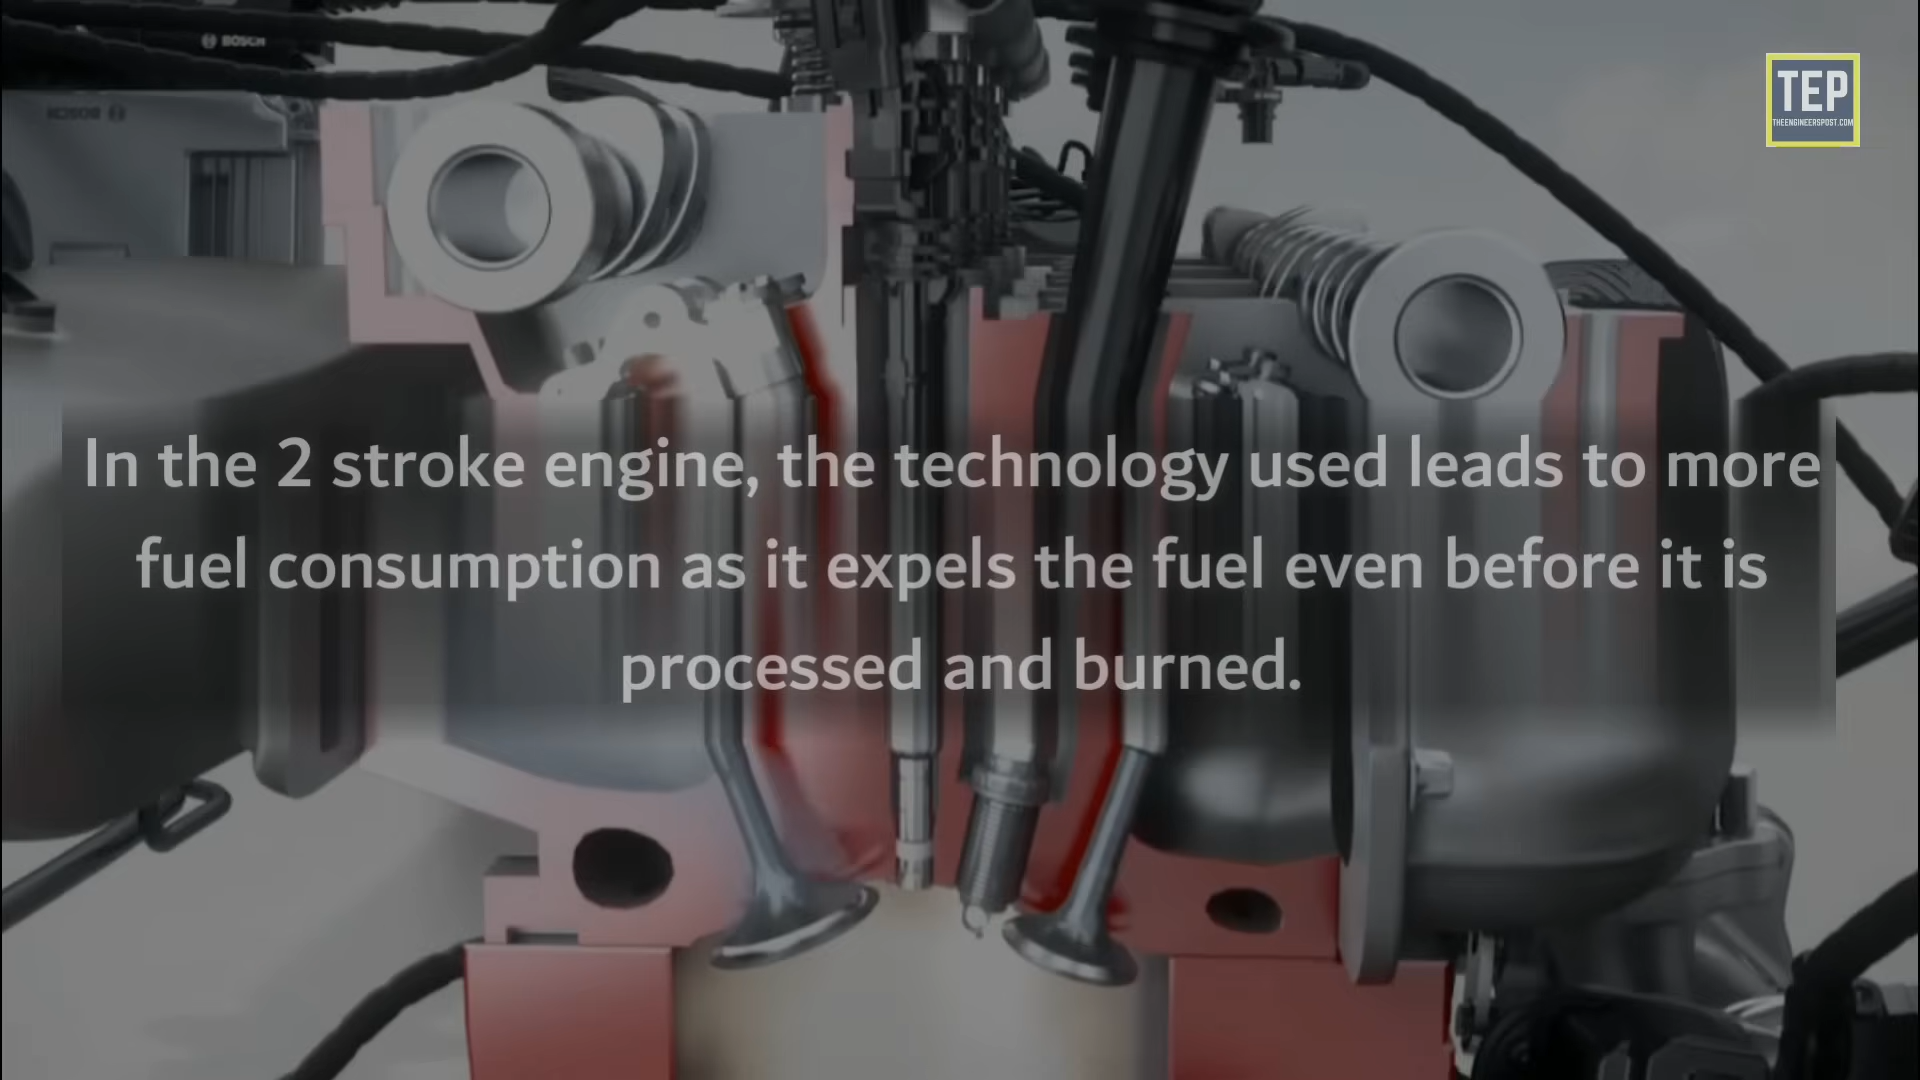 BOSCH
TEP
THEENGINEERSPOST.COM
In the 2 stroke engine, the technology used leads to more
fuel consumption as it expels the fuel even before it is
processed and burned.